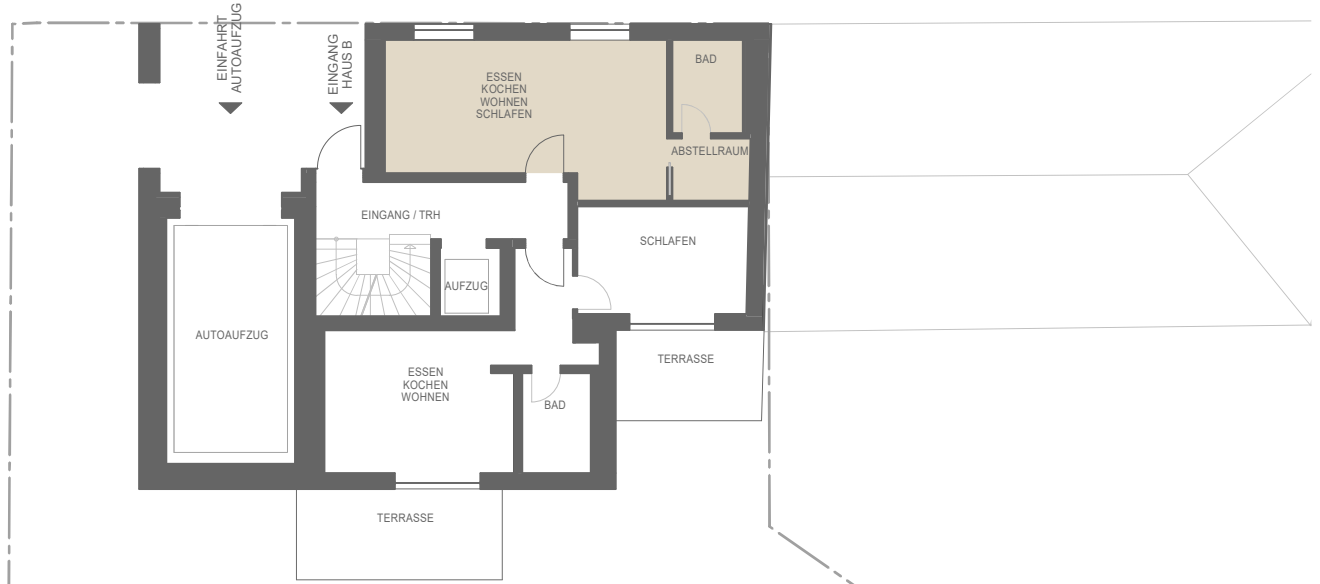 EINFAHRT
AUTOAUFZUG
EINGANG
HAUS B
ESSEN
KOCHEN
WOHNEN
SCHLAFEN
BAD
ABSTELLRAUM
EINGANG / TRH
SCHLAFEN
AUFZUG
AUTOAUFZUG
TERRASSE
ESSEN
KOCHEN
WOHNEN
BAD
TERRASSE